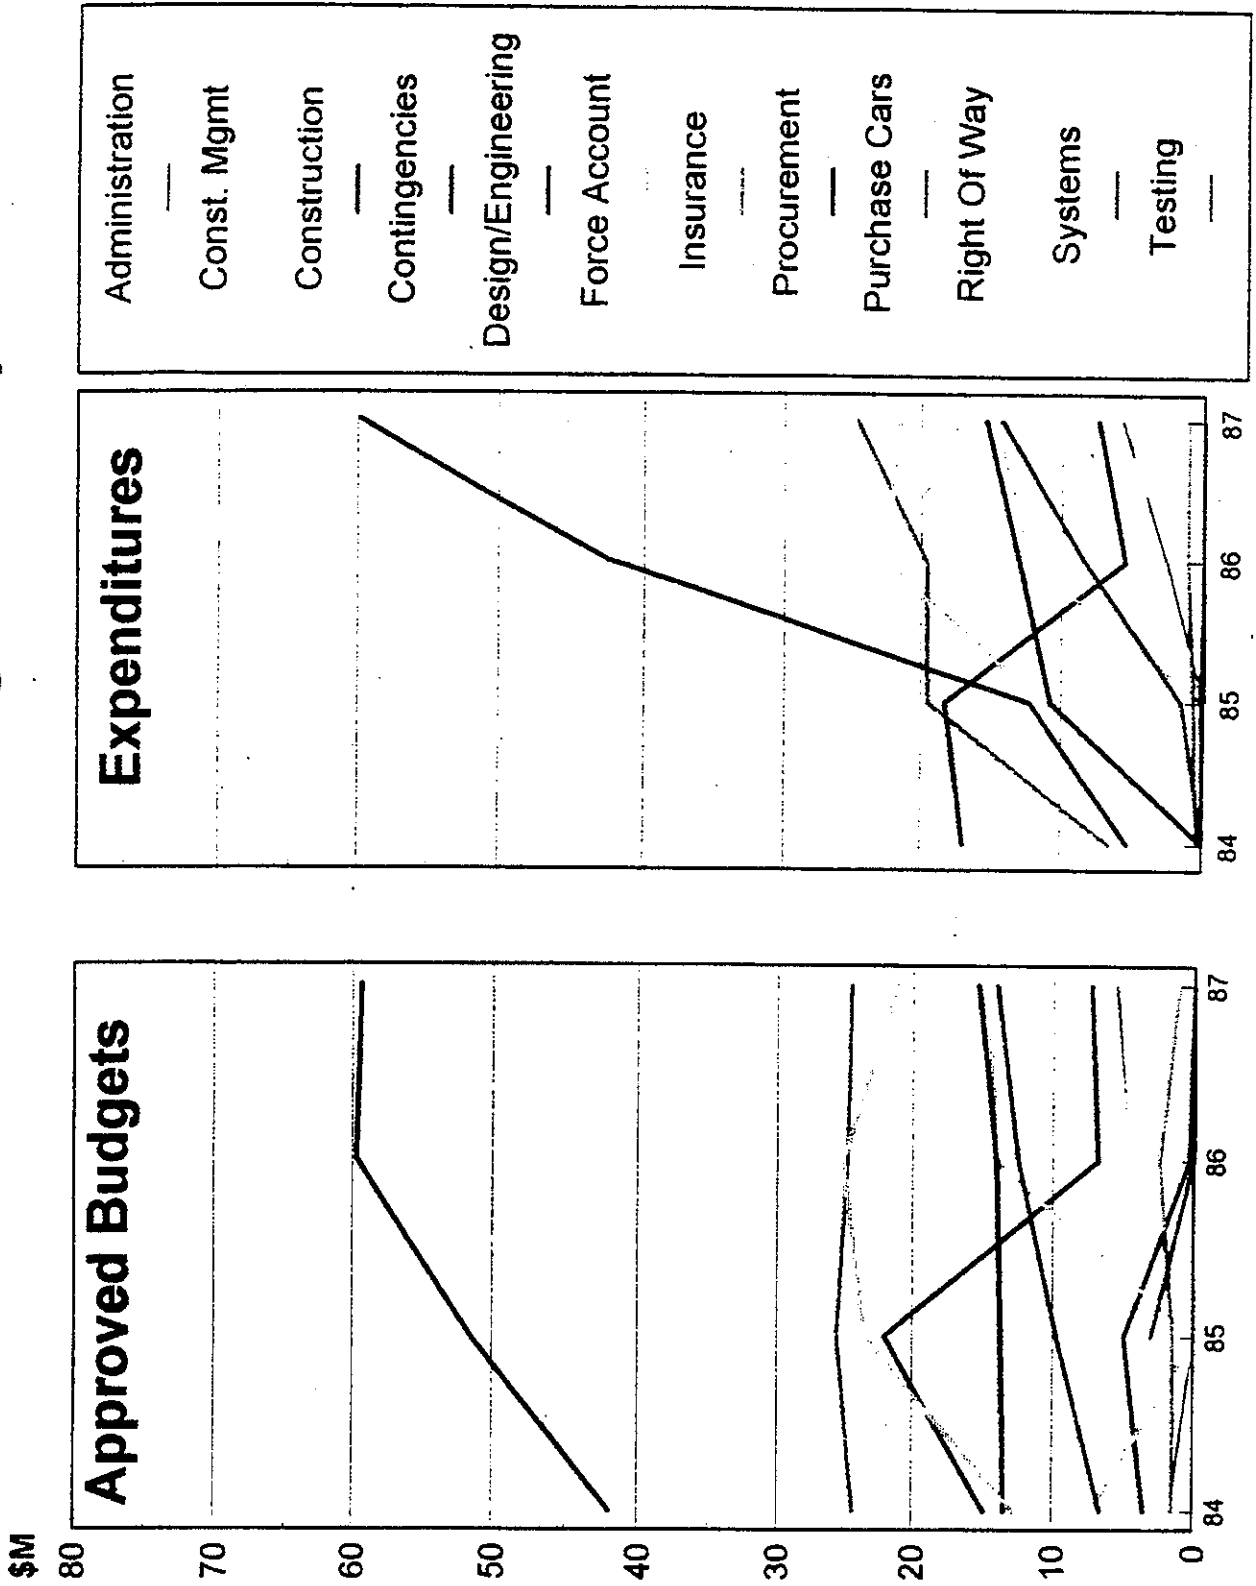 $M
Approved Budgets
80
70
60
50
40
30
20
10
0
84
85
86
87
Expenditures
84
85
86
87
Administration
Const. Mgmt
Construction
Contingencies
Design/Engineering
Force Account
Insurance
Procurement
Purchase Cars
Right Of Way
Systems
Testing